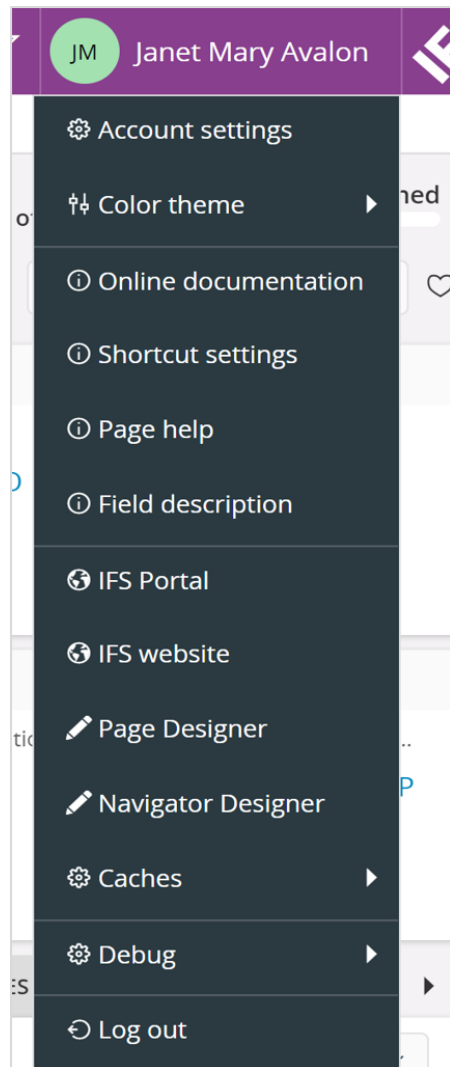 JM
Janet Mary Avalon
Account settings
Color theme
Online documentation
Shortcut settings
Page help
Field description
IFS Portal
IFS website
Page Designer
Navigator Designer
Caches
Debug
Log out
P